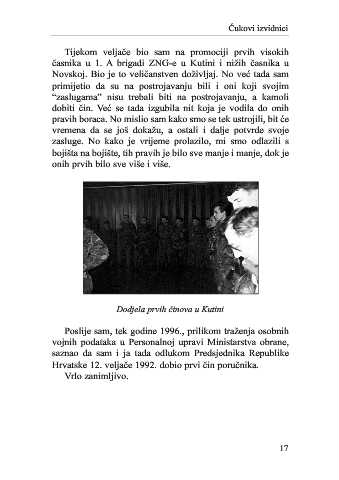 Čukovi izvidnici
Tijekom veljače bio sam na promociji prvih visokih
časnika u 1. A brigadi ZNG-e u Kutini i nižih časnika u
Novskoj. Bio je to veličanstven doživljaj. No već tada sam
primijetio da su na postrojavanju bili i oni koji svojim
“zaslugama” nisu trebali biti na postrojavanju, a kamoli
dobiti čin. Već se tada izgubila nit koja je vodila do onih
pravih boraca. No mislio sam kako smo se tek ustrojili, bit će
vremena da se još dokažu, a ostali i dalje potvrde svoje
zasluge. No kako je vrijeme prolazilo, mi smo odlazili s
bojišta na bojište, tih pravih je bilo sve manje i manje, dok je
onih prvih bilo sve više i više.
Dodjela prvih činova u Kutini
Poslije sam, tek godine 1996., prilikom traženja osobnih
vojnih podataka u Personalnoj upravi Ministarstva obrane,
saznao da sam i ja tada odlukom Predsjednika Republike
Hrvatske 12. veljače 1992. dobio prvi čin poručnika.
Vrlo zanimljivo.
17